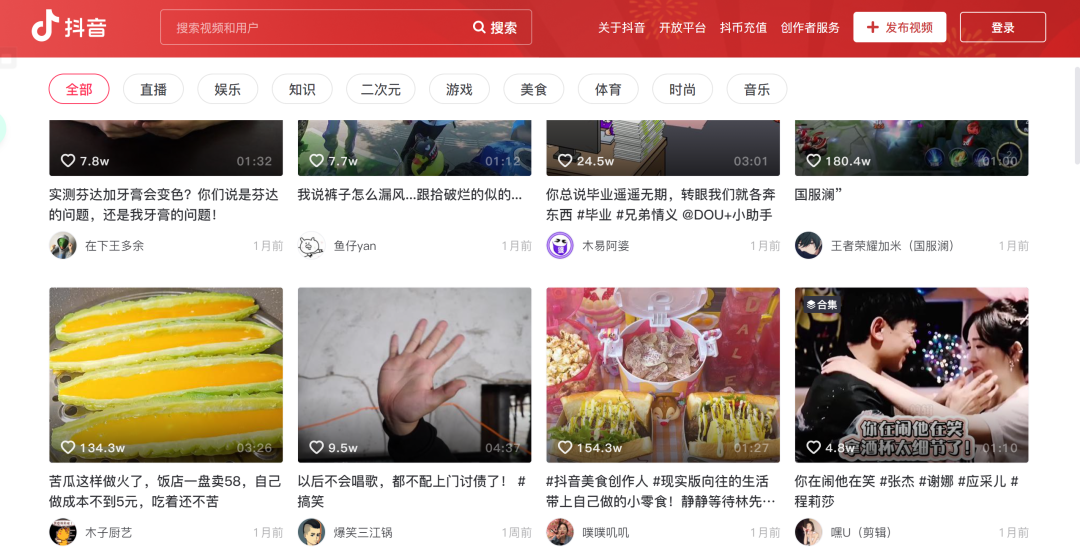 抖音
搜索视频和用户
搜索
关于抖音 开放平台 抖币充值 创作者服务
发布视频
登录
全部 直播 娱乐 知识 二次元 游戏 美食 体育 时尚 音乐
7.8w 01:32
7.7w 01:12
24.5w 03:01
180.4w 01:00
实测芬达加牙膏会变色？你们说是芬达
的问题，还是我牙膏的问题！
在下王多余 1月前
我说裤子怎么漏风...跟拾破烂的似的...
鱼仔yan 1月前
你总说毕业遥遥无期，转眼我们就各奔
东西 #毕业 #兄弟情义 @DOU+小助手
木易阿婆 1月前
国服澜”
王者荣耀加米（国服澜） 1月前
134.3w 03:26
苦瓜这样做火了，饭店一盘卖58，自己
做成本不到5元，吃着还不苦
木子厨艺 1月前
9.5w 04:37
以后不会唱歌，都不配上门讨债了！ #
搞笑
爆笑三江锅 1周前
154.3w 01:27
#抖音美食创作人 #现实版向往的生活
带上自己做的小零食！静静等待林先…
噗噗叽叽 1月前
合集
你在闹他在笑
拿酒杯太细节了！
4.8w 01:10
你在闹他在笑 #张杰 #谢娜 #应采儿 #
程莉莎
嘿U（剪辑） 1月前